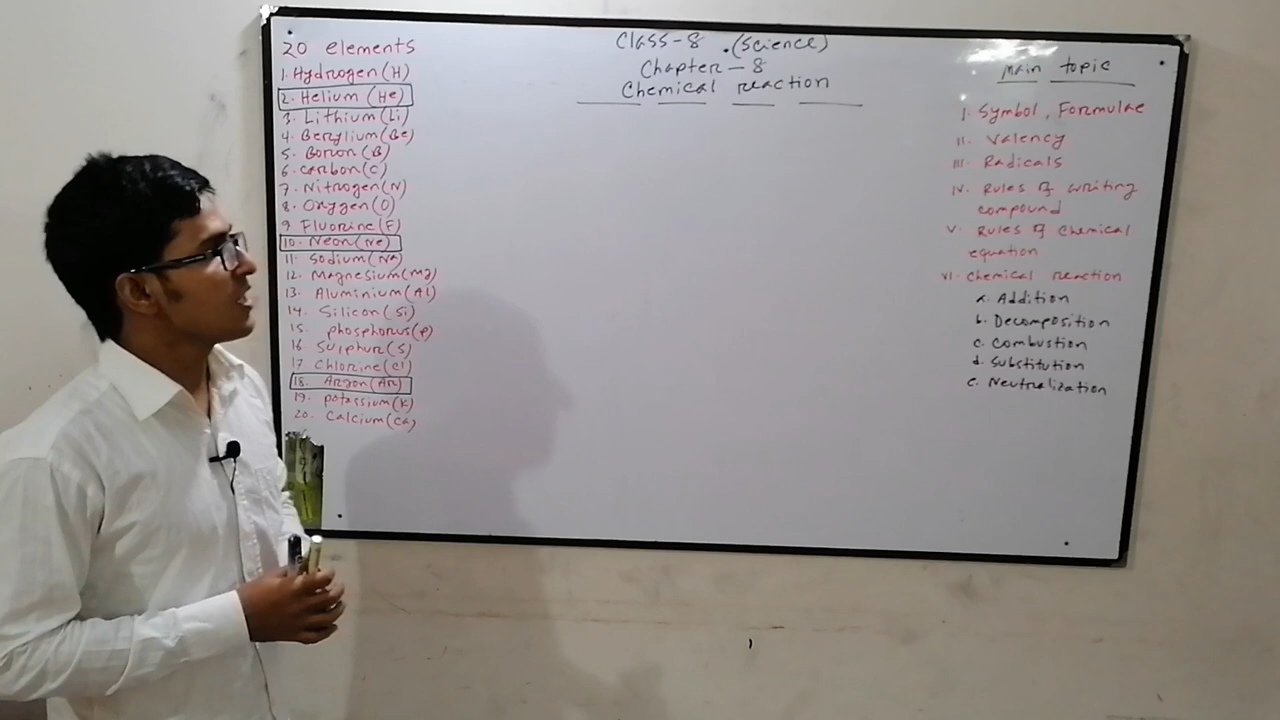 20 elements
1. Hydrogen (H)
2. Helium (He)
3. Lithium (Li)
4. Berylium (Be)
5. Boron (B)
6. Carbon (C)
7. Nitrogen (N)
8. Oxygen (O)
9 Fluorine (F)
10. Neon (Ne)
11. Sodium (Na)
12. Magnesium (Mg)
13. Aluminium (Al)
14. Silicon (Si)
15. phosphorus (P)
16 Sulphur (S)
17 Chlorine (Cl)
18. Argon (Ar)
19. potassium (K)
20. Calcium (Ca)
Class-8 . (Science)
Chapter - 8
Chemical reaction
Main topic
I. Symbol, Formulae
II. Valency
III. Radicals
IV. Rules of writing
compound
V. Rules of Chemical
equation
VI. Chemical reaction
a. Addition
b. Decomposition
c. Combustion
d. Substitution
e. Neutralization